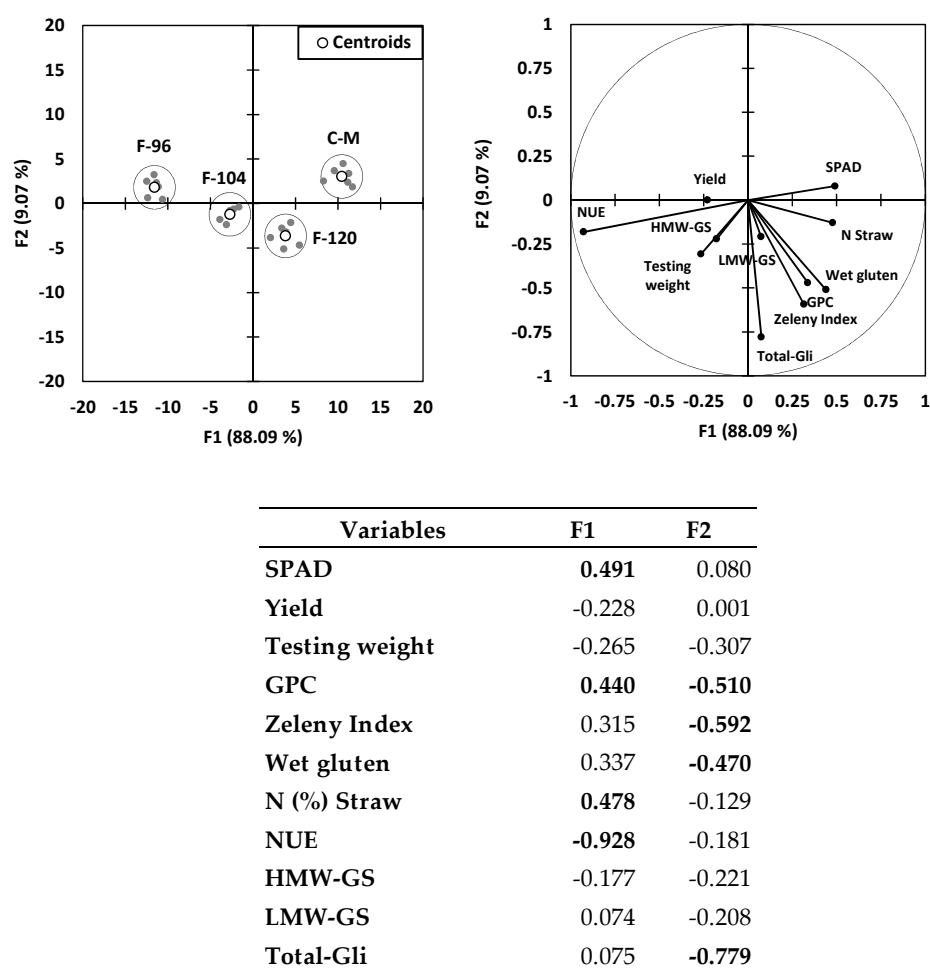 20
15
10
5
0
-5
-10
-15
-20
F2 (9.07 %)
Centroids
F-96
F-104
C-M
F-120
-20 -15 -10 -5 0 5 10 15 20
F1 (88.09 %)
1
0.75
0.5
0.25
0
-0.25
-0.5
-0.75
-1
F2 (9.07 %)
SPAD
Yield
NUE
HMW-GS
N Straw
LMW-GS
Testing
weight
Wet gluten
GPC
Zeleny Index
Total-Gli
-1 -0.75 -0.5 -0.25 0 0.25 0.5 0.75 1
F1 (88.09 %)
Variables F1 F2
SPAD 0.491 0.080
Yield -0.228 0.001
Testing weight -0.265 -0.307
GPC 0.440 -0.510
Zeleny Index 0.315 -0.592
Wet gluten 0.337 -0.470
N (%) Straw 0.478 -0.129
NUE -0.928 -0.181
HMW-GS -0.177 -0.221
LMW-GS 0.074 -0.208
Total-Gli 0.075 -0.779